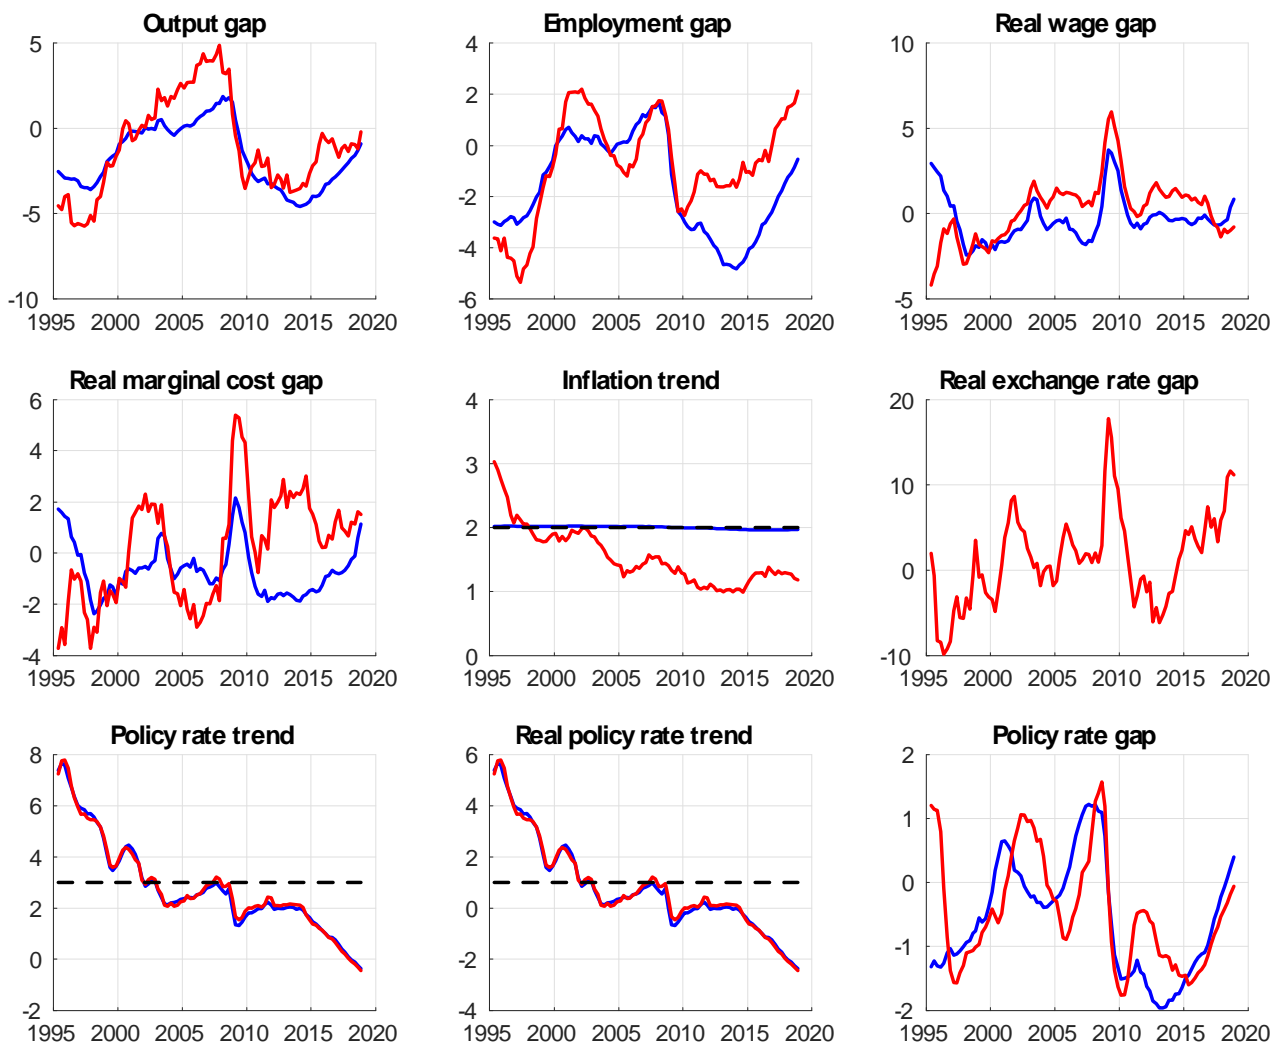 Output gap
5
0
-5
-10
1995 2000 2005 2010 2015 2020
Employment gap
4
2
0
-2
-4
-6
1995 2000 2005 2010 2015 2020
Real wage gap
10
5
0
-5
1995 2000 2005 2010 2015 2020
Real marginal cost gap
6
4
2
0
-2
-4
1995 2000 2005 2010 2015 2020
Inflation trend
4
3
2
1
0
1995 2000 2005 2010 2015 2020
Real exchange rate gap
20
10
0
-10
1995 2000 2005 2010 2015 2020
Policy rate trend
8
6
4
2
0
-2
1995 2000 2005 2010 2015 2020
Real policy rate trend
6
4
2
0
-2
-4
1995 2000 2005 2010 2015 2020
Policy rate gap
2
1
0
-1
-2
1995 2000 2005 2010 2015 2020